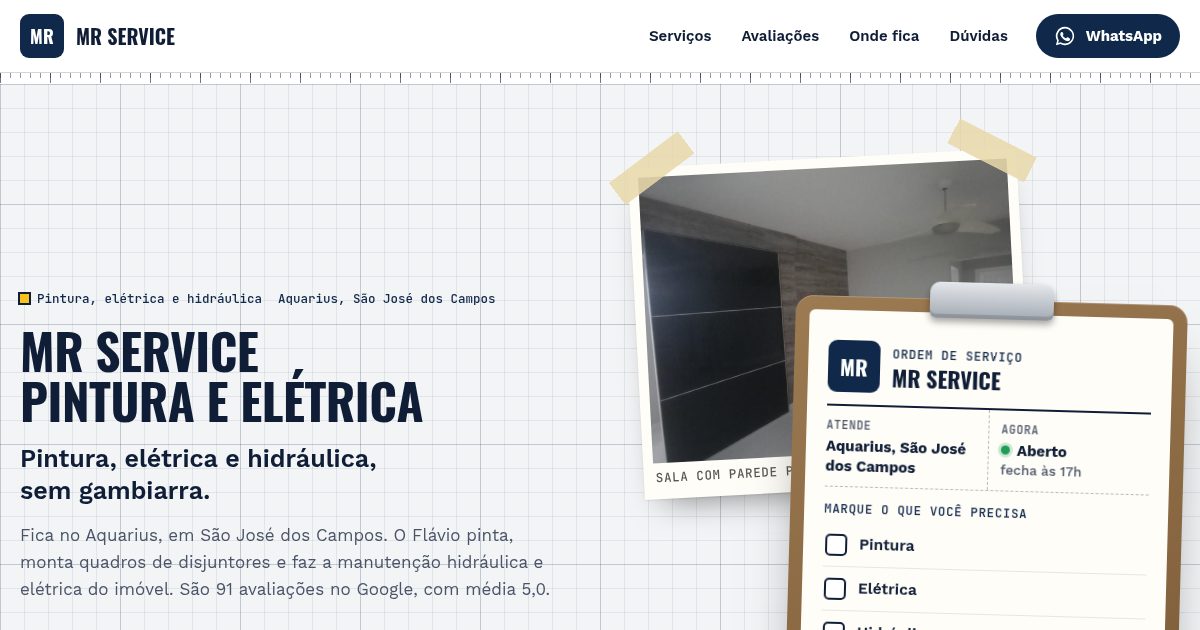 MR MR SERVICE
Serviços Avaliações Onde fica Dúvidas WhatsApp
Pintura, elétrica e hidráulica Aquarius, São José dos Campos
MR SERVICE
PINTURA E ELÉTRICA
Pintura, elétrica e hidráulica,
sem gambiarra.
Fica no Aquarius, em São José dos Campos. O Flávio pinta,
monta quadros de disjuntores e faz a manutenção hidráulica e
elétrica do imóvel. São 91 avaliações no Google, com média 5,0.
SALA COM PAREDE
MR
ORDEM DE SERVIÇO
MR SERVICE
ATENDE
Aquarius, São José
dos Campos
AGORA
Aberto
fecha às 17h
MARQUE O QUE VOCÊ PRECISA
Pintura
Elétrica